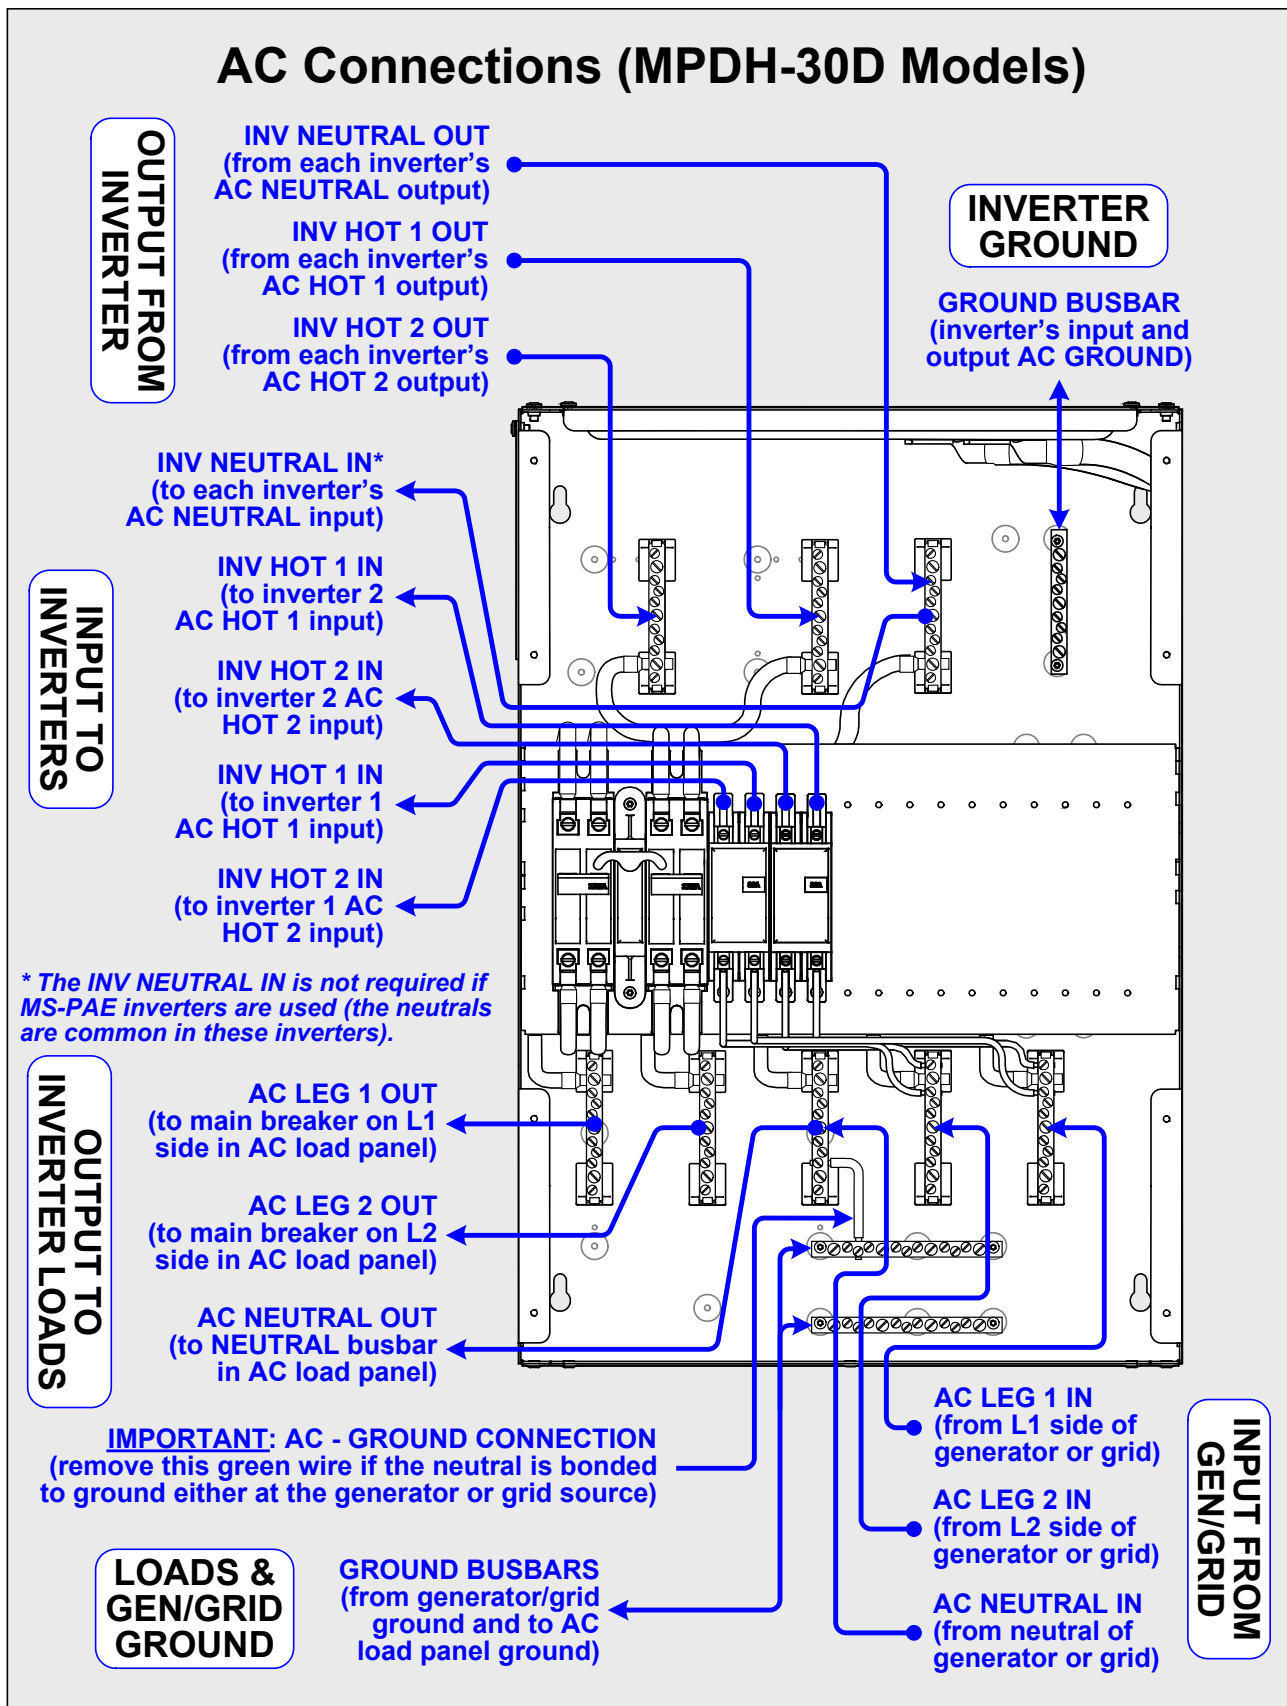 AC Connections (MPDH-30D Models)
OUTPUT FROM
INVERTER
INV NEUTRAL OUT
(from each inverter's
AC NEUTRAL output)
INV HOT 1 OUT
(from each inverter's
AC HOT 1 output)
INV HOT 2 OUT
(from each inverter's
AC HOT 2 output)
INVERTER
GROUND
GROUND BUSBAR
(inverter's input and
output AC GROUND)
INPUT TO
INVERTERS
INV NEUTRAL IN*
(to each inverter's
AC NEUTRAL input)
INV HOT 1 IN
(to inverter 2
AC HOT 1 input)
INV HOT 2 IN
(to inverter 2 AC
HOT 2 input)
INV HOT 1 IN
(to inverter 1
AC HOT 1 input)
INV HOT 2 IN
(to inverter 1 AC
HOT 2 input)
* The INV NEUTRAL IN is not required if
MS-PAE inverters are used (the neutrals
are common in these inverters).
OUTPUT TO
INVERTER LOADS
AC LEG 1 OUT
(to main breaker on L1
side in AC load panel)
AC LEG 2 OUT
(to main breaker on L2
side in AC load panel)
AC NEUTRAL OUT
(to NEUTRAL busbar
in AC load panel)
IMPORTANT: AC - GROUND CONNECTION
(remove this green wire if the neutral is bonded
to ground either at the generator or grid source)
LOADS &
GEN/GRID
GROUND
GROUND BUSBARS
(from generator/grid
ground and to AC
load panel ground)
AC LEG 1 IN
(from L1 side of
generator or grid)
AC LEG 2 IN
(from L2 side of
generator or grid)
AC NEUTRAL IN
(from neutral of
generator or grid)
INPUT FROM
GEN/GRID